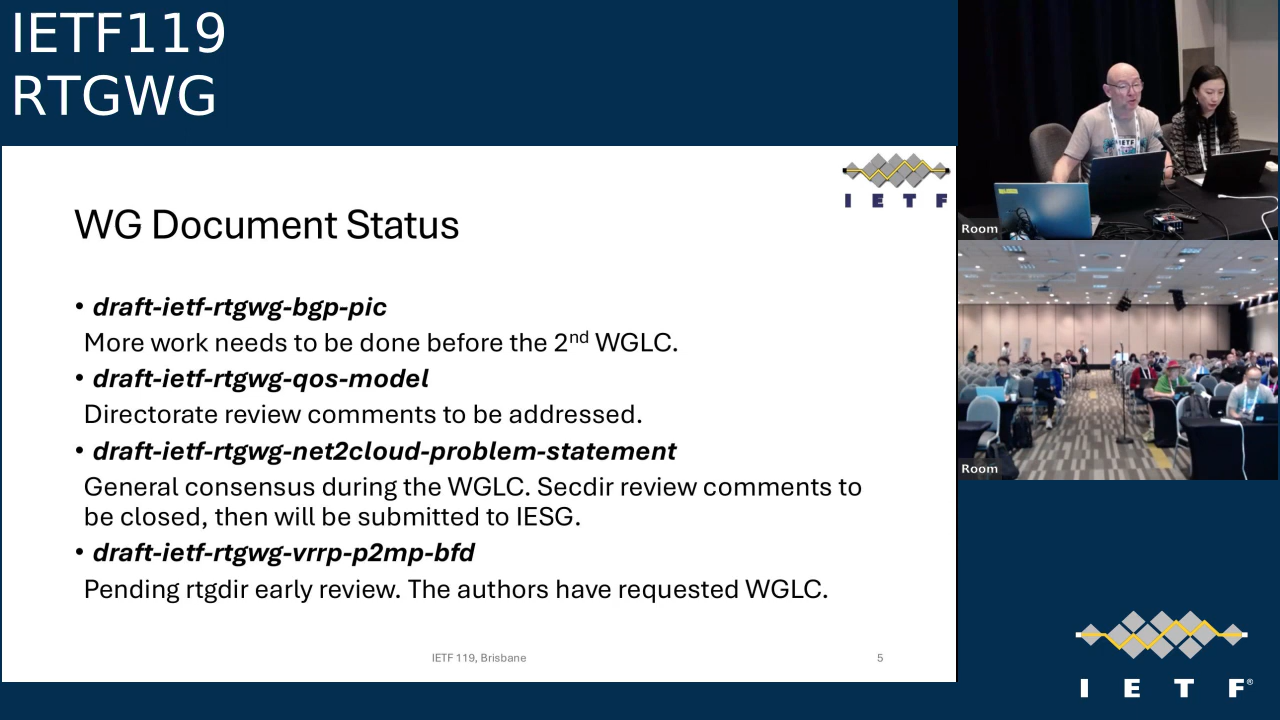 IETF119
RTGWG
I E T F
WG Document Status
• draft-ietf-rtgwg-bgp-pic
More work needs to be done before the 2nd WGLC.
• draft-ietf-rtgwg-qos-model
Directorate review comments to be addressed.
• draft-ietf-rtgwg-net2cloud-problem-statement
General consensus during the WGLC. Secdir review comments to
be closed, then will be submitted to IESG.
• draft-ietf-rtgwg-vrrp-p2mp-bfd
Pending rtgdir early review. The authors have requested WGLC.
IETF 119, Brisbane
5
IETF
Room
Room
I E T F®